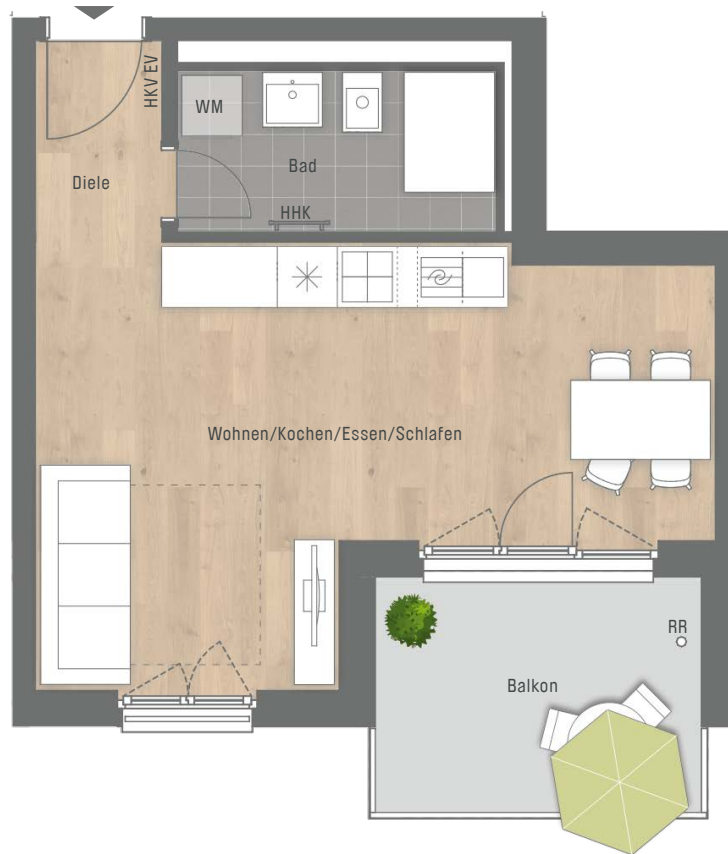 HKV EV
WM
Bad
Diele
HHK
Wohnen/Kochen/Essen/Schlafen
RR
Balkon